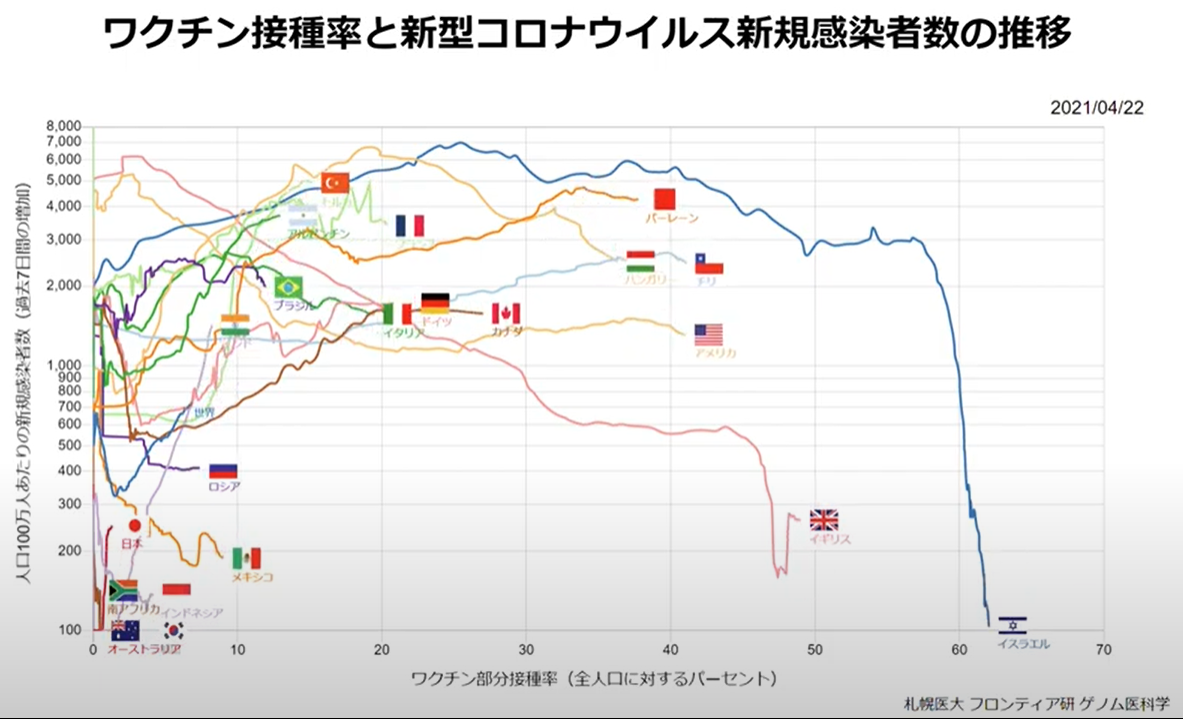 ワクチン接種率と新型コロナウイルス新規感染者数の推移
2021/04/22
人口100万人あたりの新規感染者数（過去7日間の増加）
8,000
7,000
6,000
5,000
4,000
3,000
2,000
1,000
900
800
700
600
500
400
300
200
100
トルコ
アルゼンチン
バーレーン
ハンガリー
チリ
ブラジル
イタリア
ドイツ
カナダ
アメリカ
インド
世界
ロシア
日本
イギリス
メキシコ
南アフリカ
インドネシア
オーストラリア
イスラエル
0
10
20
30
40
50
60
70
ワクチン部分接種率（全人口に対するパーセント）
札幌医大 フロンティア研 ゲノム医科学